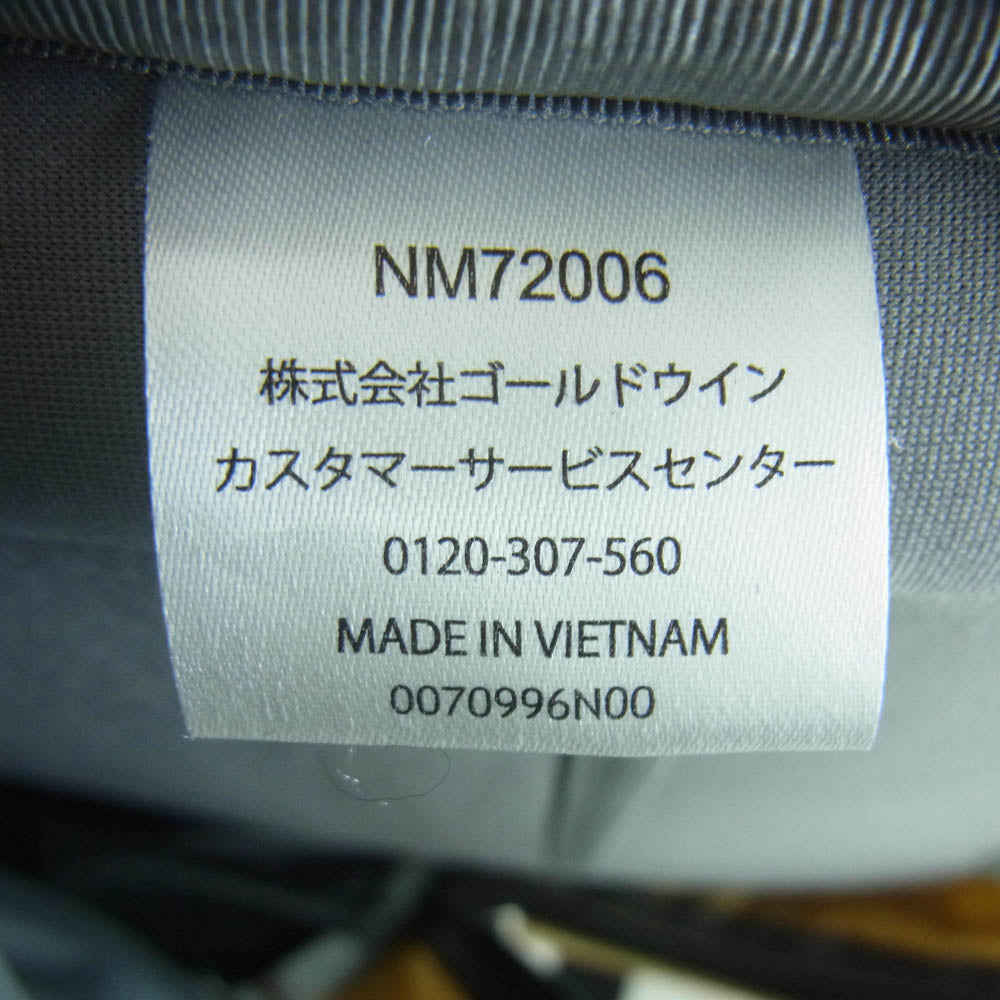 NM72006
株式会社ゴールドウイン
カスタマーサービスセンター
0120-307-560
MADE IN VIETNAM
0070996N00